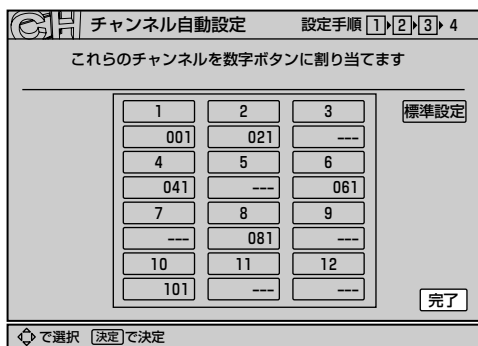 CH チャンネル自動設定 設定手順 1 2 3 4
これらのチャンネルを数字ボタンに割り当てます
1 2 3 標準設定
001 021 ---
4 5 6
041 --- 061
7 8 9
--- 081 ---
10 11 12
101 --- ---
完了
で選択 決定 で決定